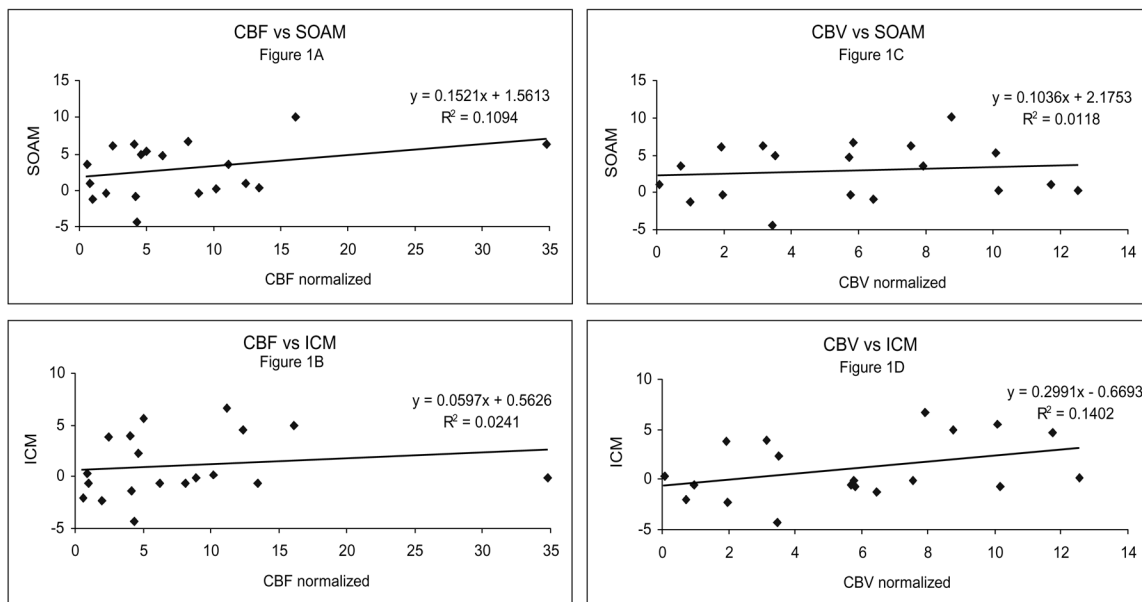 CBF vs SOAM
Figure 1A
15
10
5
0
-5
SOAM
y = 0.1521x + 1.5613
R² = 0.1094
0 5 10 15 20 25 30 35
CBF normalized
CBV vs SOAM
Figure 1C
15
10
5
0
-5
SOAM
y = 0.1036x + 2.1753
R² = 0.0118
0 2 4 6 8 10 12 14
CBV normalized
CBF vs ICM
Figure 1B
10
5
0
-5
ICM
y = 0.0597x + 0.5626
R² = 0.0241
0 5 10 15 20 25 30 35
CBF normalized
CBV vs ICM
Figure 1D
10
5
0
-5
ICM
y = 0.2991x - 0.6693
R² = 0.1402
0 2 4 6 8 10 12 14
CBV normalized